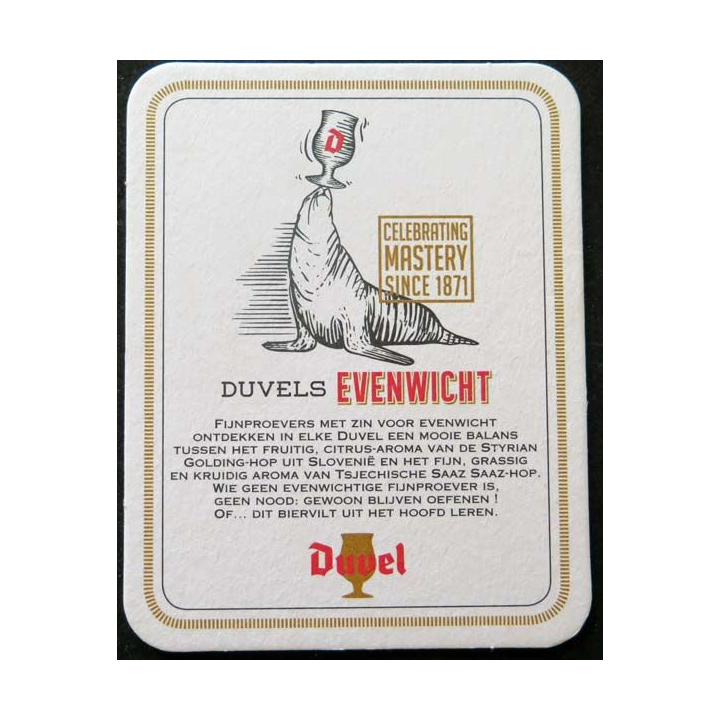 D
CELEBRATING
MASTERY
SINCE 1871
DUVELS EVENWICHT
FIJNPROEVERS MET ZIN VOOR EVENWICHT
ONTDEKKEN IN ELKE DUVEL EEN MOOIE BALANS
TUSSEN HET FRUITIG, CITRUS-AROMA VAN DE STYRIAN
GOLDING-HOP UIT SLOVENIË EN HET FIJN, GRASSIG
EN KRUIDIG AROMA VAN TSJECHISCHE SAAZ SAAZ-HOP.
WIE GEEN EVENWICHTIGE FIJNPROEVER IS,
GEEN NOOD: GEWOON BLIJVEN OEFENEN !
OF... DIT BIERVILT UIT HET HOOFD LEREN.
Duvel